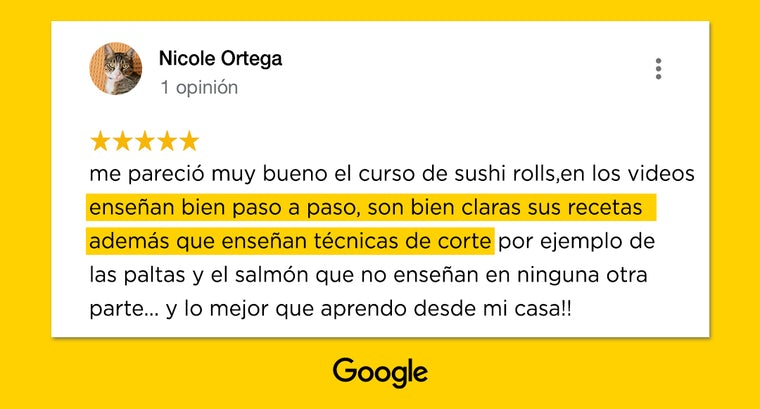 Nicole Ortega
1 opinión
me pareció muy bueno el curso de sushi rolls,en los videos
enseñan bien paso a paso, son bien claras sus recetas
además que enseñan técnicas de corte por ejemplo de
las paltas y el salmón que no enseñan en ninguna otra
parte... y lo mejor que aprendo desde mi casa!!
Google